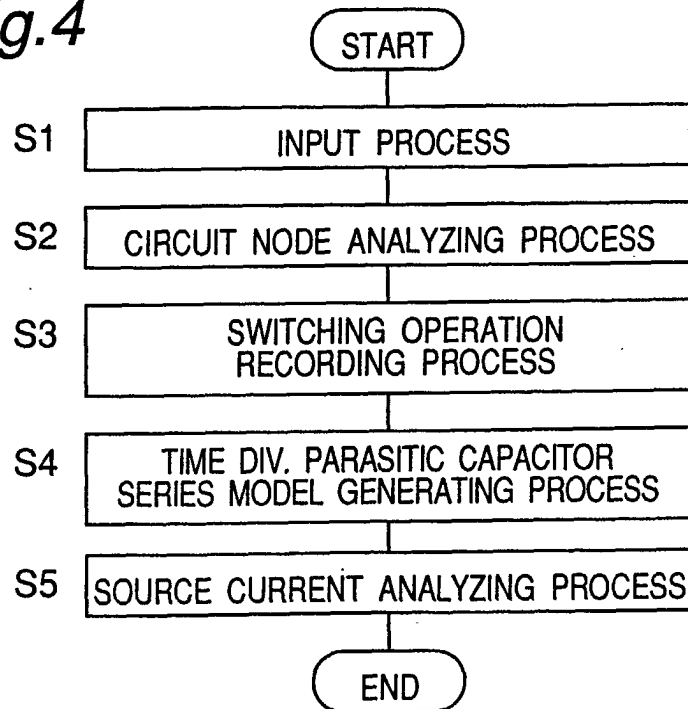 g.4
START
S1
INPUT PROCESS
S2
CIRCUIT NODE ANALYZING PROCESS
S3
SWITCHING OPERATION
RECORDING PROCESS
S4
TIME DIV. PARASITIC CAPACITOR
SERIES MODEL GENERATING PROCESS
S5
SOURCE CURRENT ANALYZING PROCESS
END